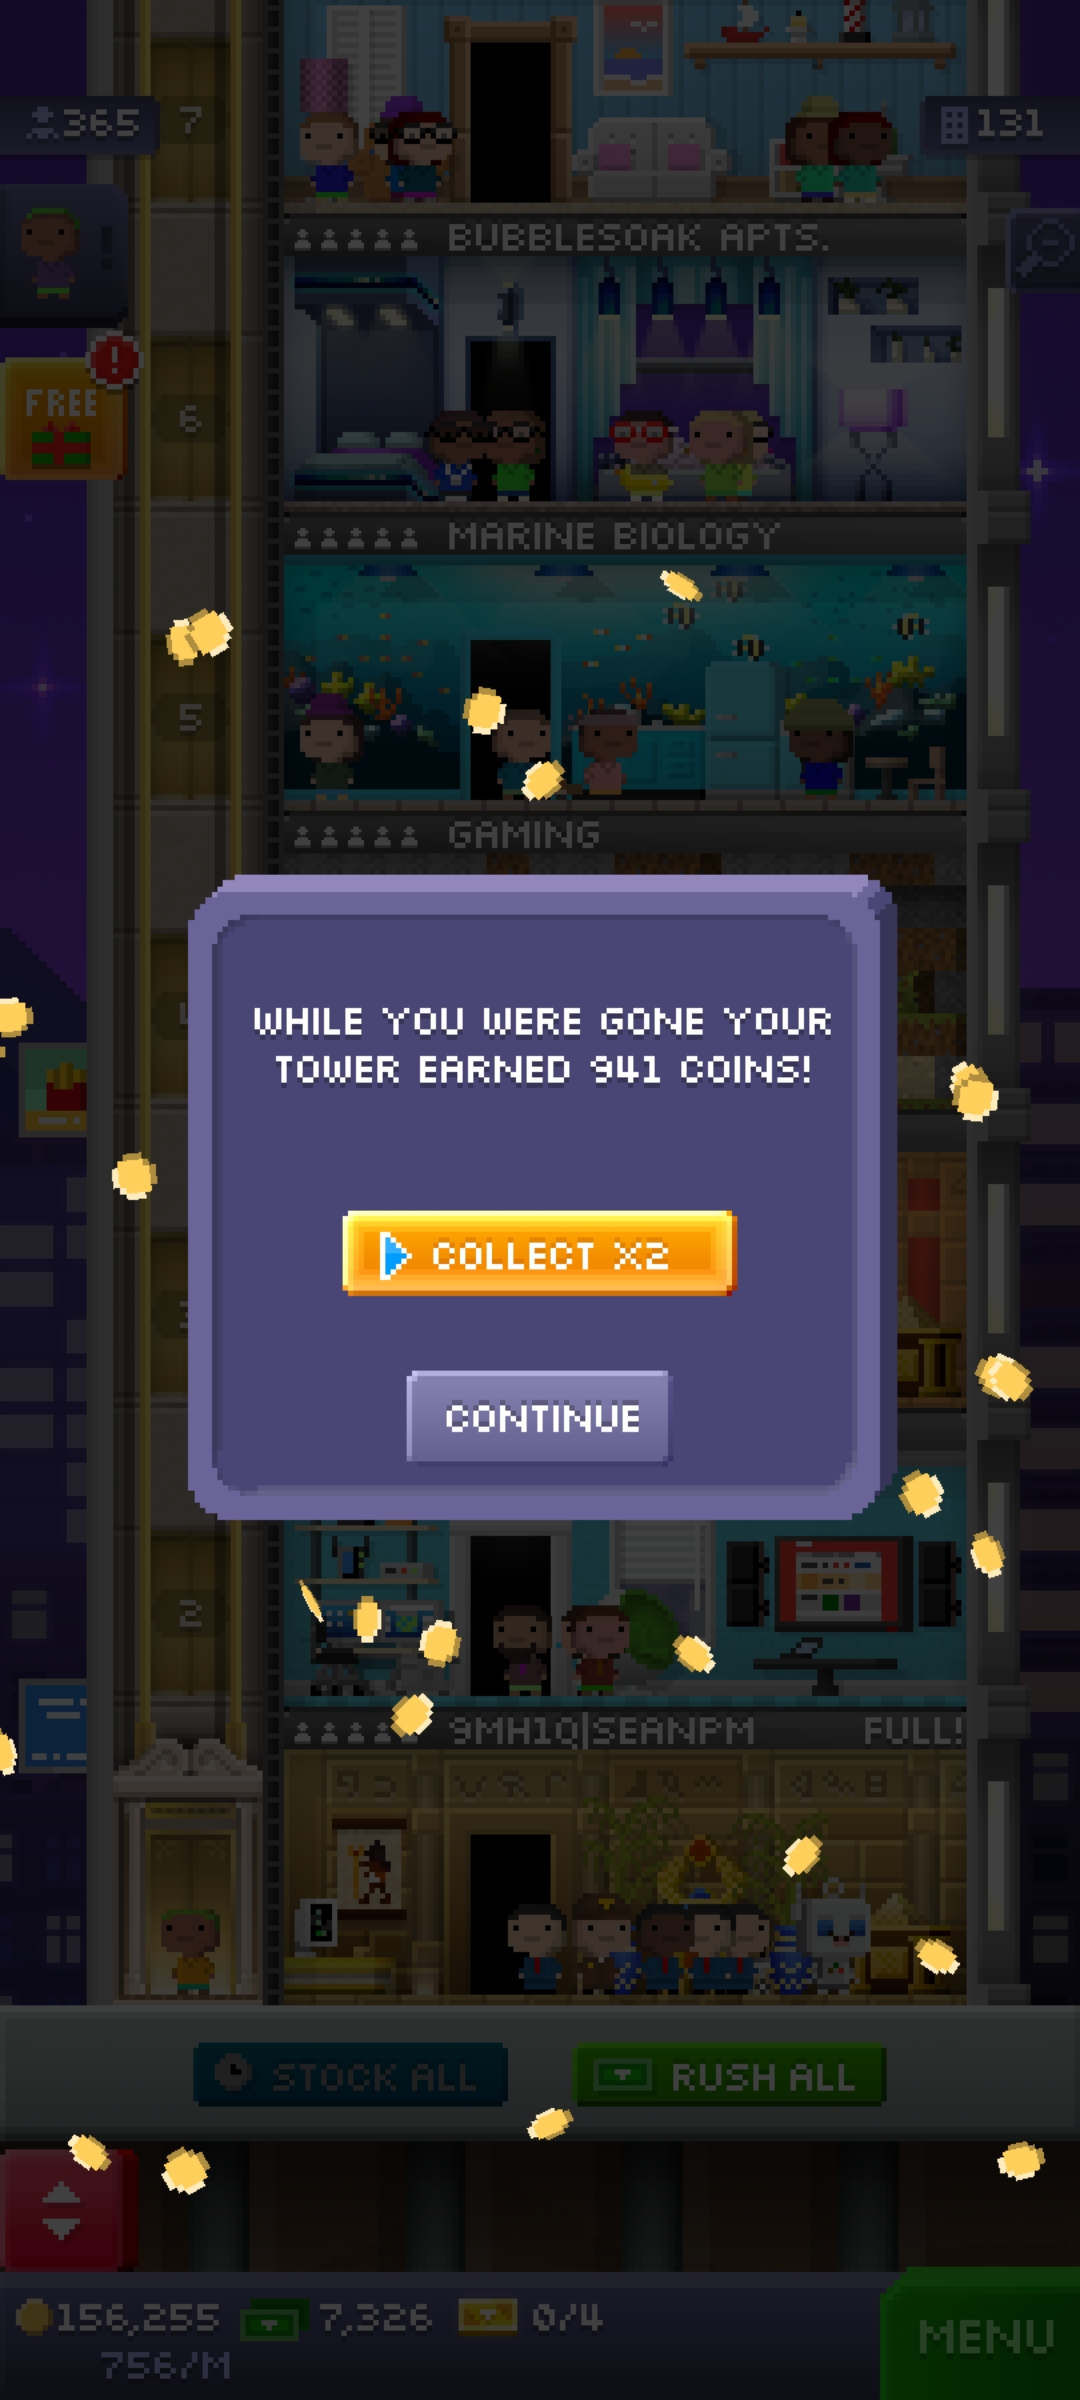 365
7
131
BUBBLESOAK APTS.
FREE
!
6
MARINE BIOLOGY
5
GAMING
WHILE YOU WERE GONE YOUR
TOWER EARNED 941 COINS!
COLLECT X2
CONTINUE
2
9MH1Q|SEANPM FULL!
STOCK ALL
RUSH ALL
156,255
7,326
0/4
756/M
MENU